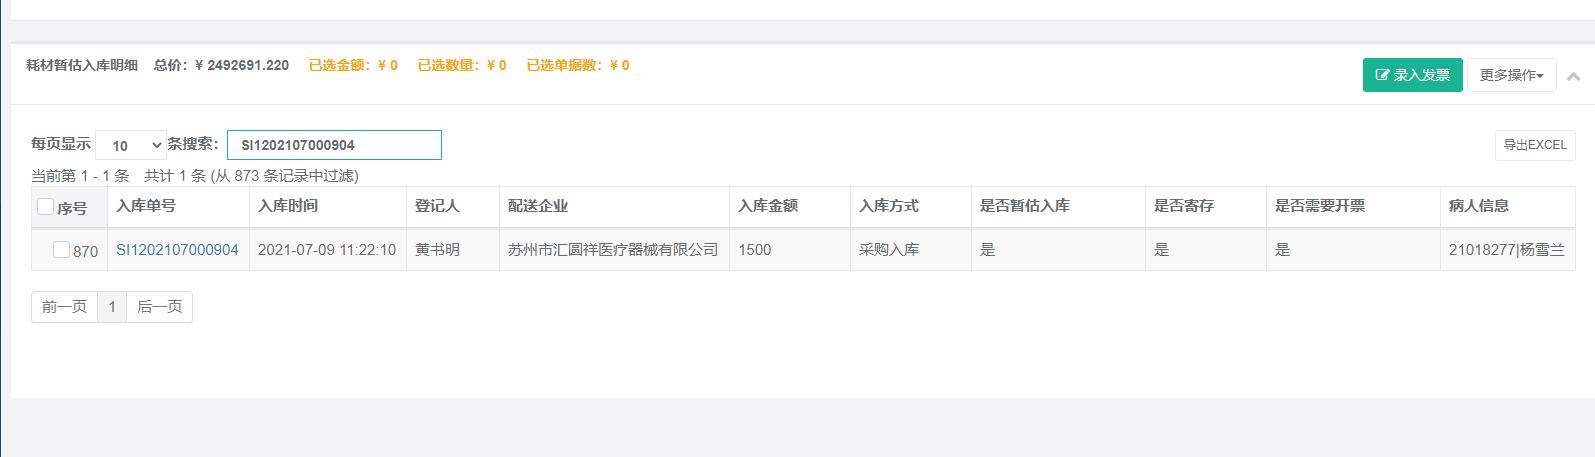 耗材暂估入库明细 总价：¥ 2492691.220 已选金额：¥ 0 已选数量：¥ 0 已选单据数：¥ 0 录入发票 更多操作
每页显示 10 条搜索： SI1202107000904 导出EXCEL
当前第 1 - 1 条 共计 1 条 (从 873 条记录中过滤)
序号 入库单号 入库时间 登记人 配送企业 入库金额 入库方式 是否暂估入库 是否寄存 是否需要开票 病人信息
870 SI1202107000904 2021-07-09 11:22:10 黄书明 苏州市汇圆祥医疗器械有限公司 1500 采购入库 是 是 是 21018277|杨雪兰
前一页 1 后一页